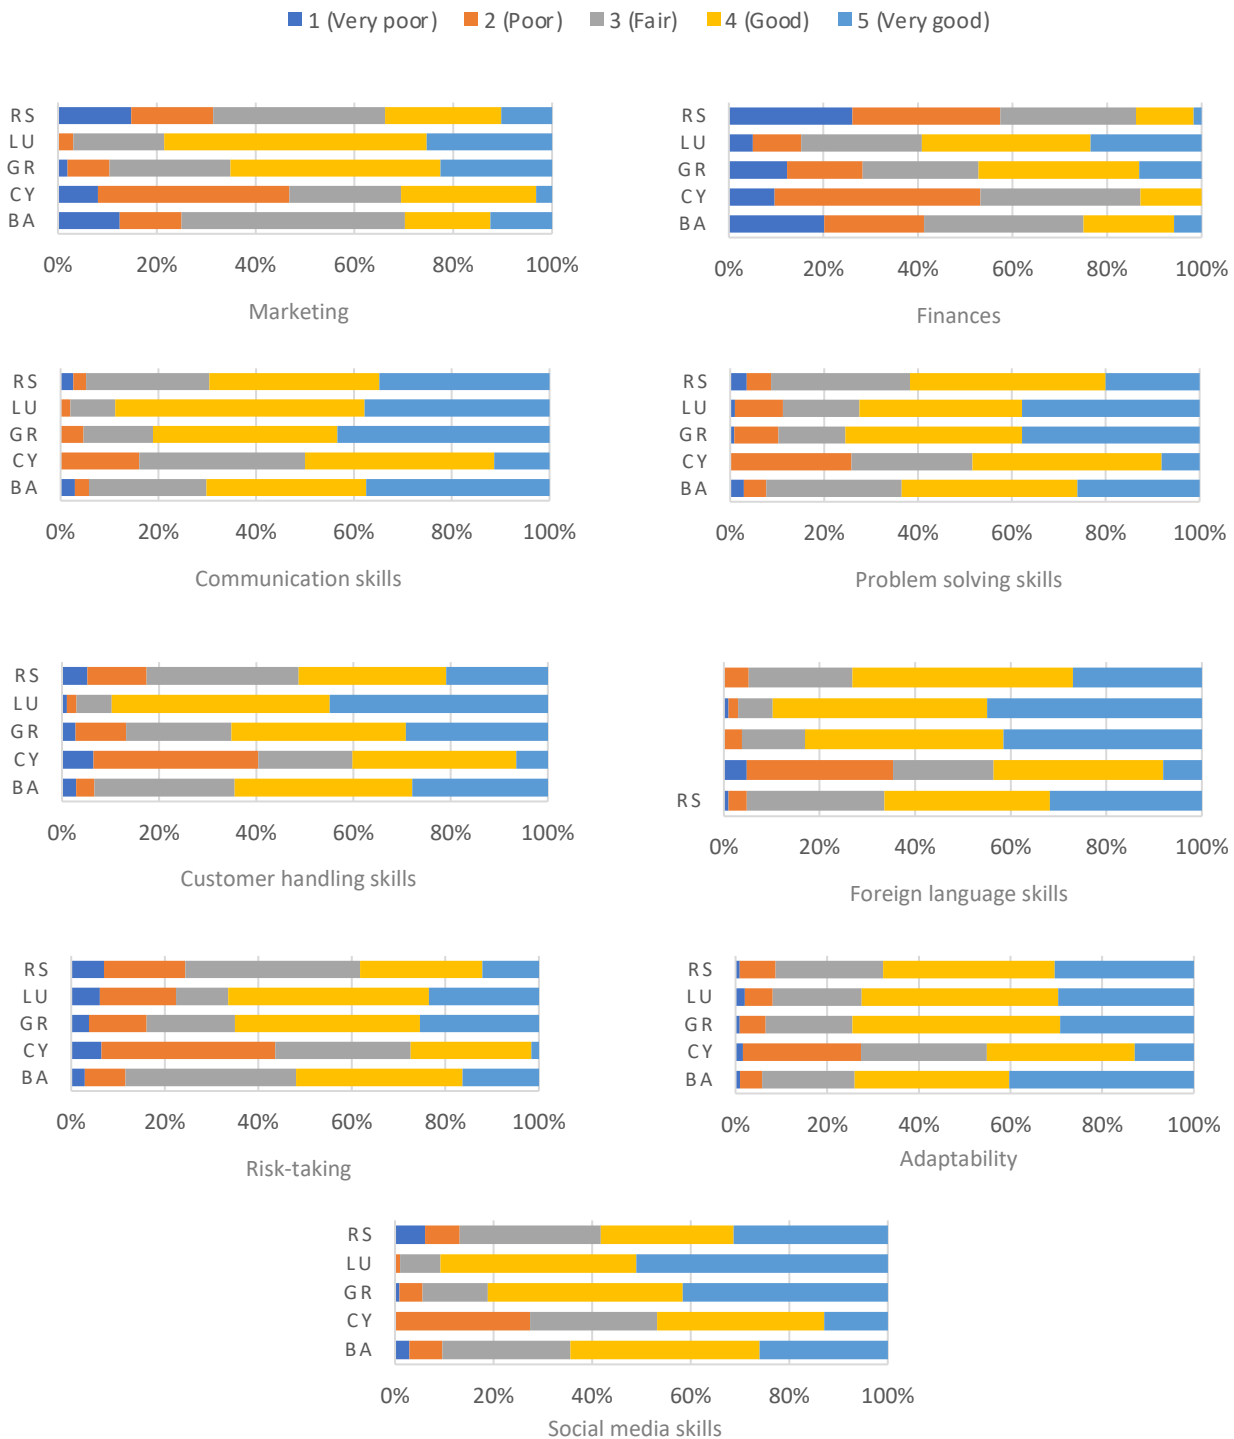 1 (Very poor) 2 (Poor) 3 (Fair) 4 (Good) 5 (Very good)
RS
LU
GR
CY
BA
0% 20% 40% 60% 80% 100%
Marketing
RS
LU
GR
CY
BA
0% 20% 40% 60% 80% 100%
Finances
RS
LU
GR
CY
BA
0% 20% 40% 60% 80% 100%
Communication skills
RS
LU
GR
CY
BA
0% 20% 40% 60% 80% 100%
Problem solving skills
RS
LU
GR
CY
BA
0% 20% 40% 60% 80% 100%
Customer handling skills
RS
0% 20% 40% 60% 80% 100%
Foreign language skills
RS
LU
GR
CY
BA
0% 20% 40% 60% 80% 100%
Risk-taking
RS
LU
GR
CY
BA
0% 20% 40% 60% 80% 100%
Adaptability
RS
LU
GR
CY
BA
0% 20% 40% 60% 80% 100%
Social media skills